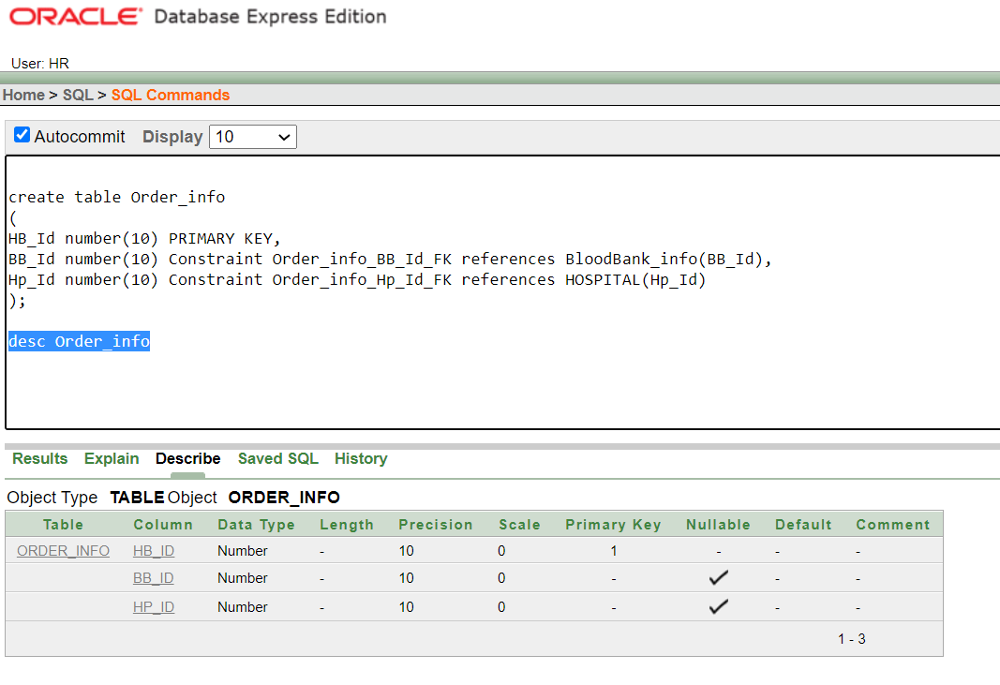 ORACLE Database Express Edition
User: HR
Home > SQL > SQL Commands
Autocommit Display 10
create table Order_info
(
HB_Id number(10) PRIMARY KEY,
BB_Id number(10) Constraint Order_info_BB_Id_FK references BloodBank_info(BB_Id),
Hp_Id number(10) Constraint Order_info_Hp_Id_FK references HOSPITAL(Hp_Id)
);
desc Order_info
Results Explain Describe Saved SQL History
Object Type TABLE Object ORDER_INFO
Table Column Data Type Length Precision Scale Primary Key Nullable Default Comment
ORDER_INFO HB_ID Number - 10 0 1 - - -
BB_ID Number - 10 0 - ✓ - -
HP_ID Number - 10 0 - ✓ - -
1 - 3